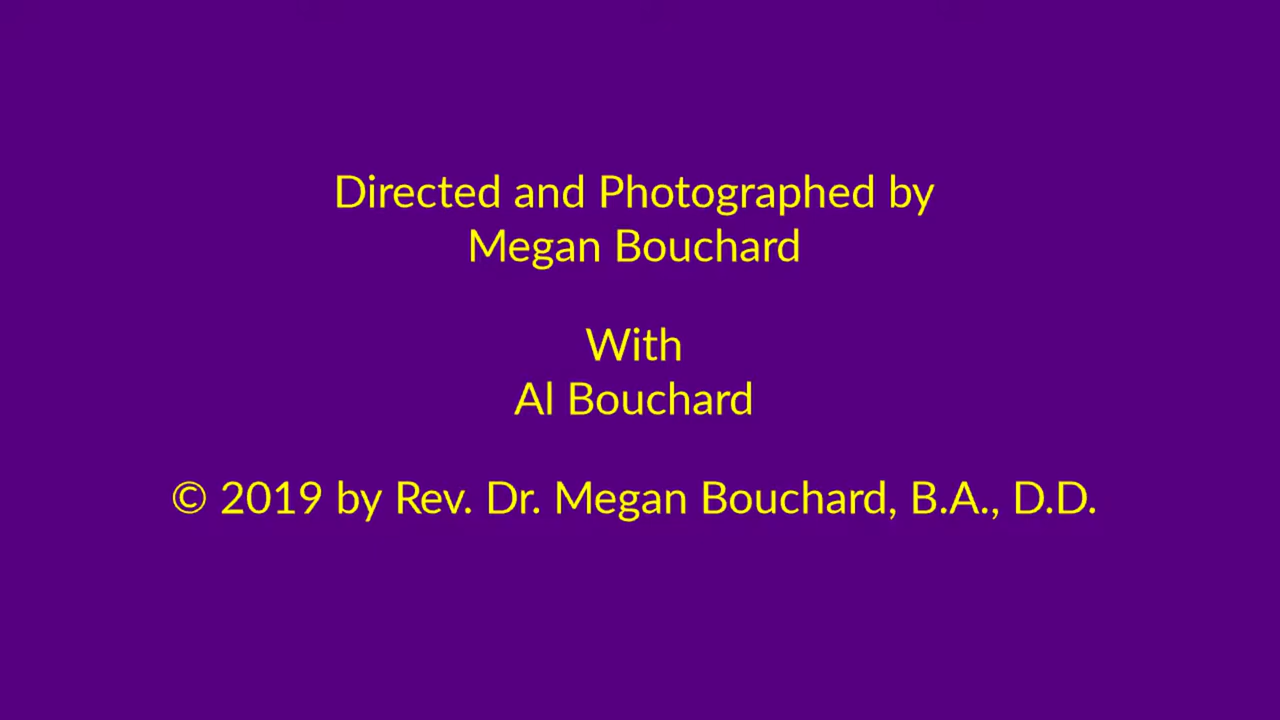 Directed and Photographed by
Megan Bouchard
With
Al Bouchard
© 2019 by Rev. Dr. Megan Bouchard, B.A., D.D.